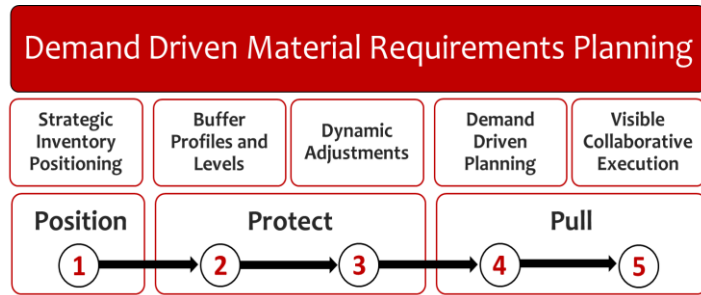 Demand Driven Material Requirements Planning
Strategic
Inventory
Positioning
Buffer
Profiles and
Levels
Dynamic
Adjustments
Demand
Driven
Planning
Visible
Collaborative
Execution
Position
Protect
Pull
1
2
3
4
5